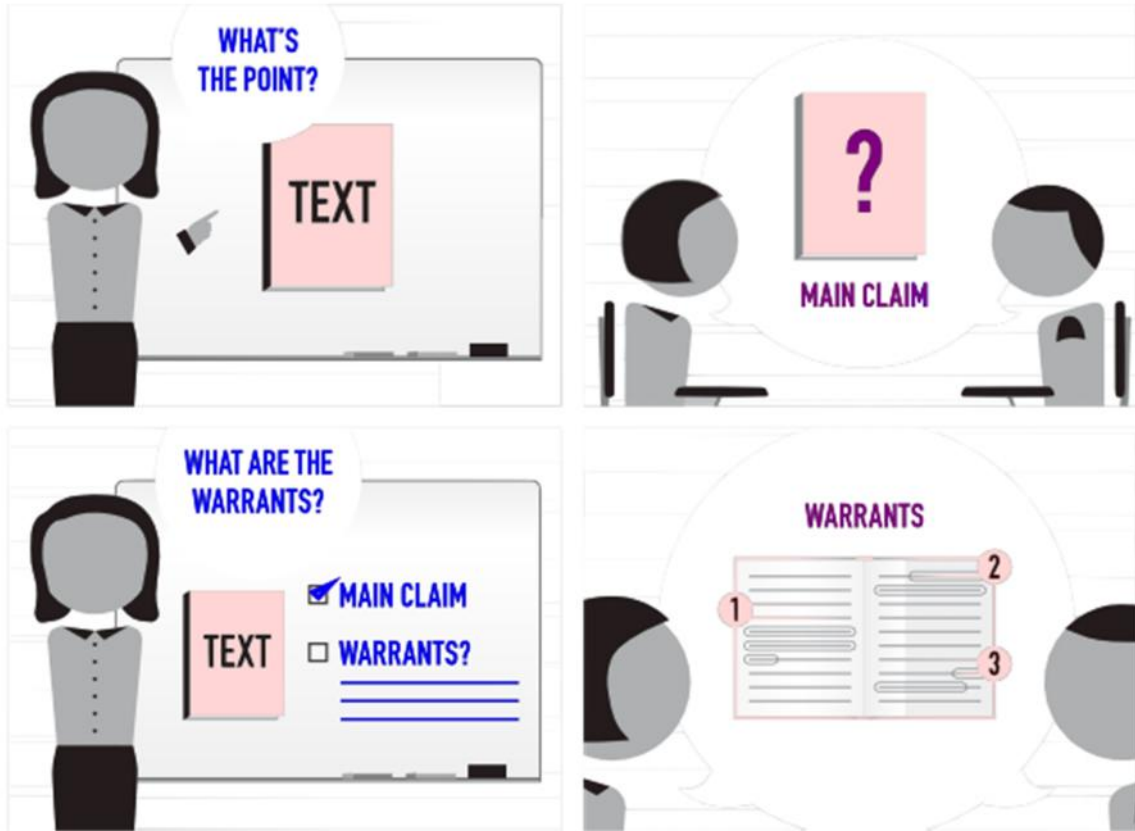 WHAT'S
THE POINT?
TEXT
?
MAIN CLAIM
WHAT ARE THE
WARRANTS?
TEXT
MAIN CLAIM
WARRANTS?
WARRANTS
1
2
3